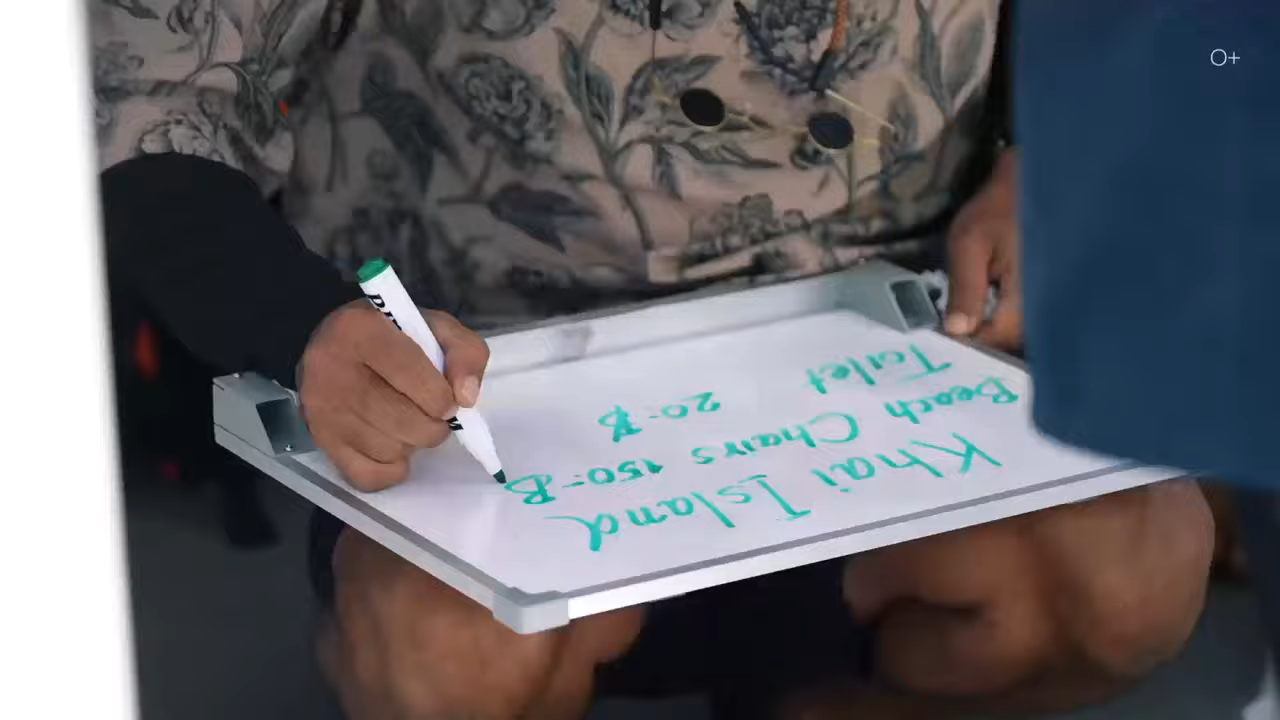 Khai Island
Beach Chairs 150.-B
Toilet 20.-B
O+